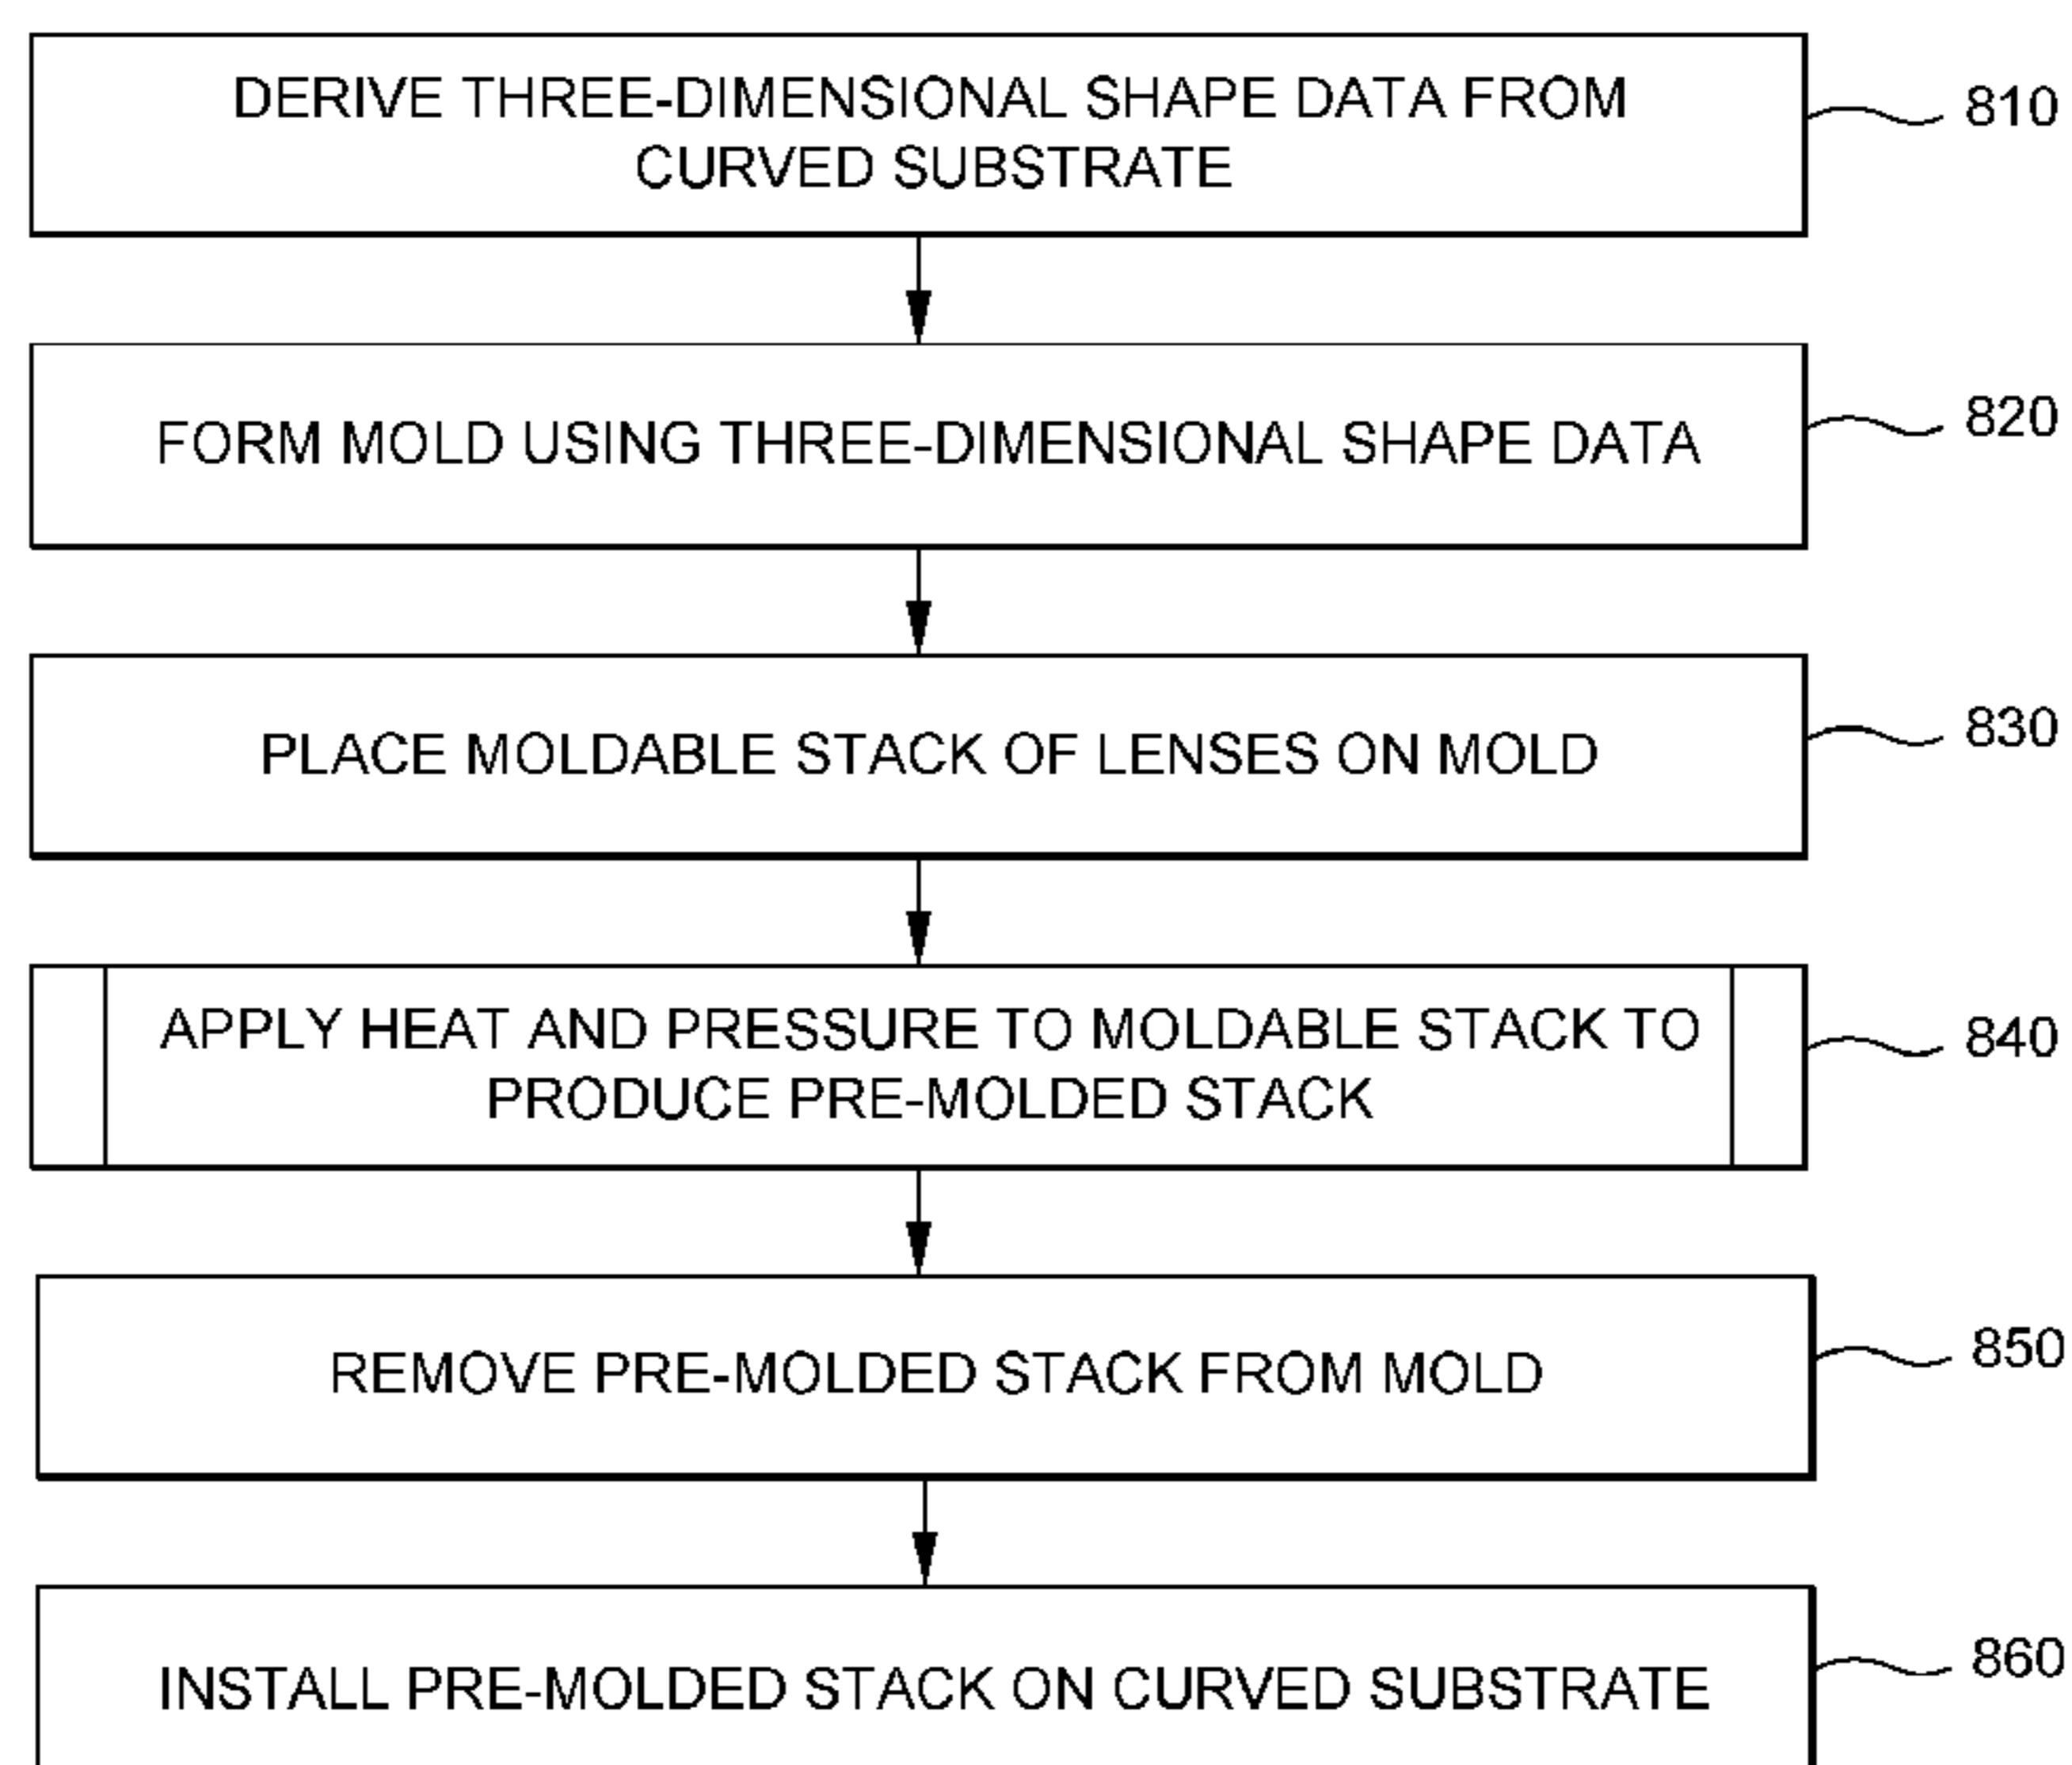 DERIVE THREE-DIMENSIONAL SHAPE DATA FROM
CURVED SUBSTRATE
810
FORM MOLD USING THREE-DIMENSIONAL SHAPE DATA
820
PLACE MOLDABLE STACK OF LENSES ON MOLD
830
APPLY HEAT AND PRESSURE TO MOLDABLE STACK TO
PRODUCE PRE-MOLDED STACK
840
REMOVE PRE-MOLDED STACK FROM MOLD
850
INSTALL PRE-MOLDED STACK ON CURVED SUBSTRATE
860